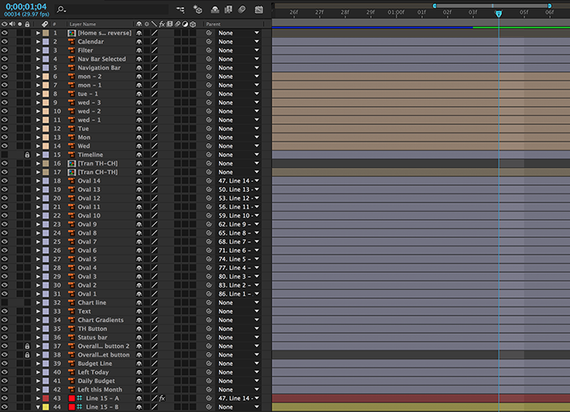 0;00;01;04
00034 (29.97 fps)
26F 27F 28F 29F 01:00F 01F 02F 03F 04F 05F 06F
# Layer Name Parent
1 [Home s... reverse] None
2 Calendar None
3 Filter None
4 Nav Bar Selected None
5 Navigation Bar None
6 mon - 2 None
7 mon - 1 None
8 tue - 1 None
9 wed - 3 None
10 wed - 2 None
11 wed - 1 None
12 Tue None
13 Mon None
14 Wed None
15 Timeline None
16 [Tran TH-CH] None
17 [Tran CH-TH] None
18 Oval 14 47. Line 14 -
19 Oval 13 50. Line 13 -
20 Oval 12 53. Line 12 -
21 Oval 11 56. Line 11 -
22 Oval 10 59. Line 10 -
23 Oval 9 62. Line 9 -
24 Oval 8 65. Line 8 -
25 Oval 7 68. Line 7 -
26 Oval 6 71. Line 6 -
27 Oval 5 74. Line 5 -
28 Oval 4 77. Line 4 -
29 Oval 3 80. Line 3 -
30 Oval 2 83. Line 2 -
31 Oval 1 86. Line 1 -
32 Chart line None
33 Text None
34 Chart Gradients None
35 TH Button None
36 Status bar None
37 Overall... button 2 None
38 Overall...et button None
39 Budget Line None
40 Left Today None
41 Daily Budget None
42 Left this Month None
43 Line 15 - A fx 47. Line 14 -
44 Line 15 - B None